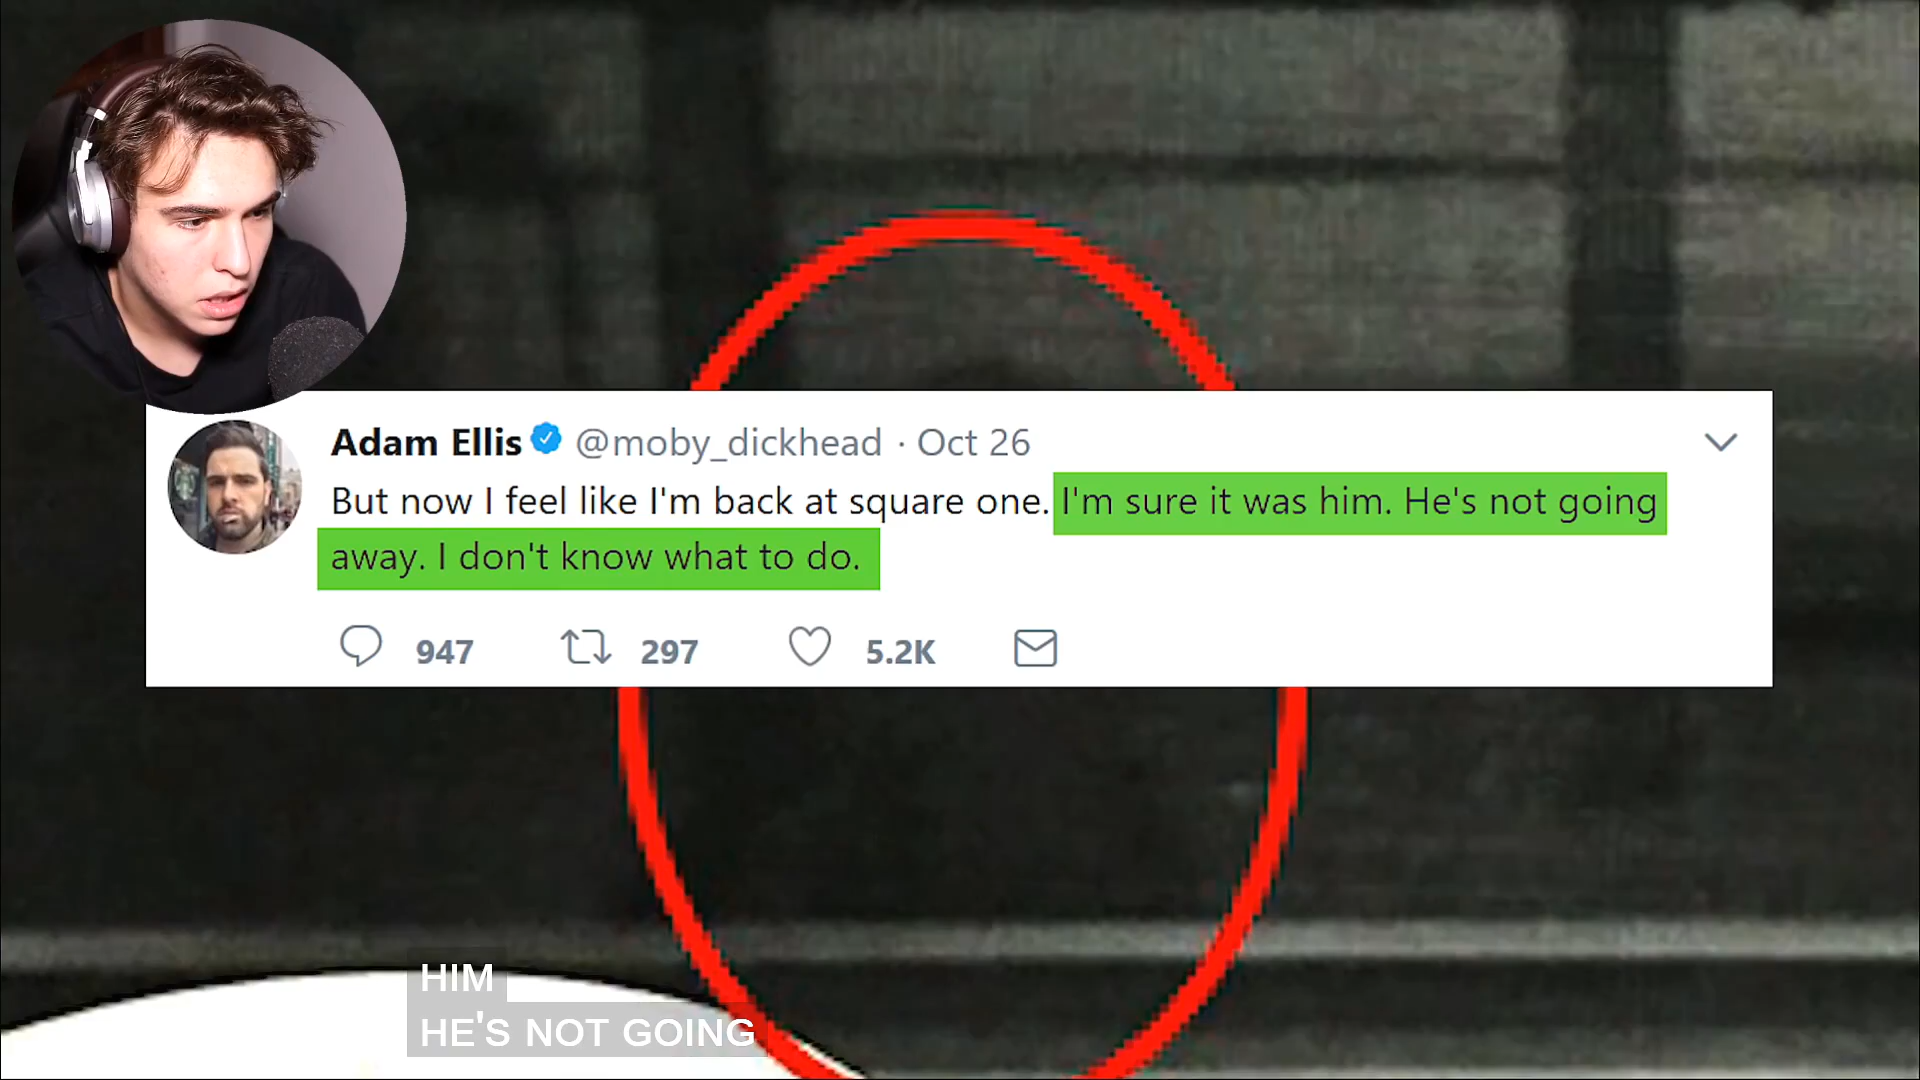 Adam Ellis @moby_dickhead · Oct 26
But now I feel like I'm back at square one. I'm sure it was him. He's not going
away. I don't know what to do.
947 297 5.2K
HIM
HE'S NOT GOING